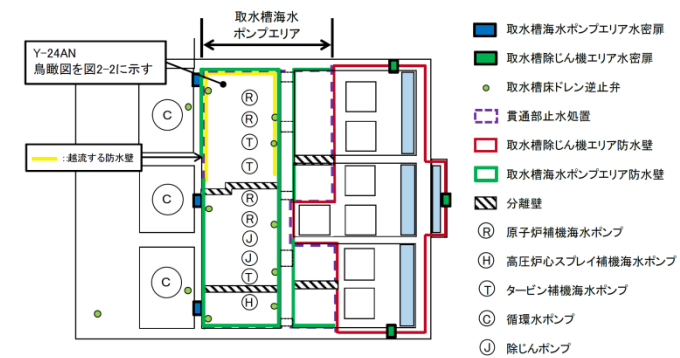 取水槽海水
ポンプエリア
Y-24AN
鳥瞰図を図2-2に示す
::越流する防水壁
C
C
C
R
R
T
T
R
R
J
J
T
H
取水槽海水ポンプエリア水密扉
取水槽除じん機エリア水密扉
取水槽床ドレン逆止弁
貫通部止水処置
取水槽除じん機エリア防水壁
取水槽海水ポンプエリア防水壁
分離壁
R 原子炉補機海水ポンプ
H 高圧炉心スプレイ補機海水ポンプ
T タービン補機海水ポンプ
C 循環水ポンプ
J 除じんポンプ